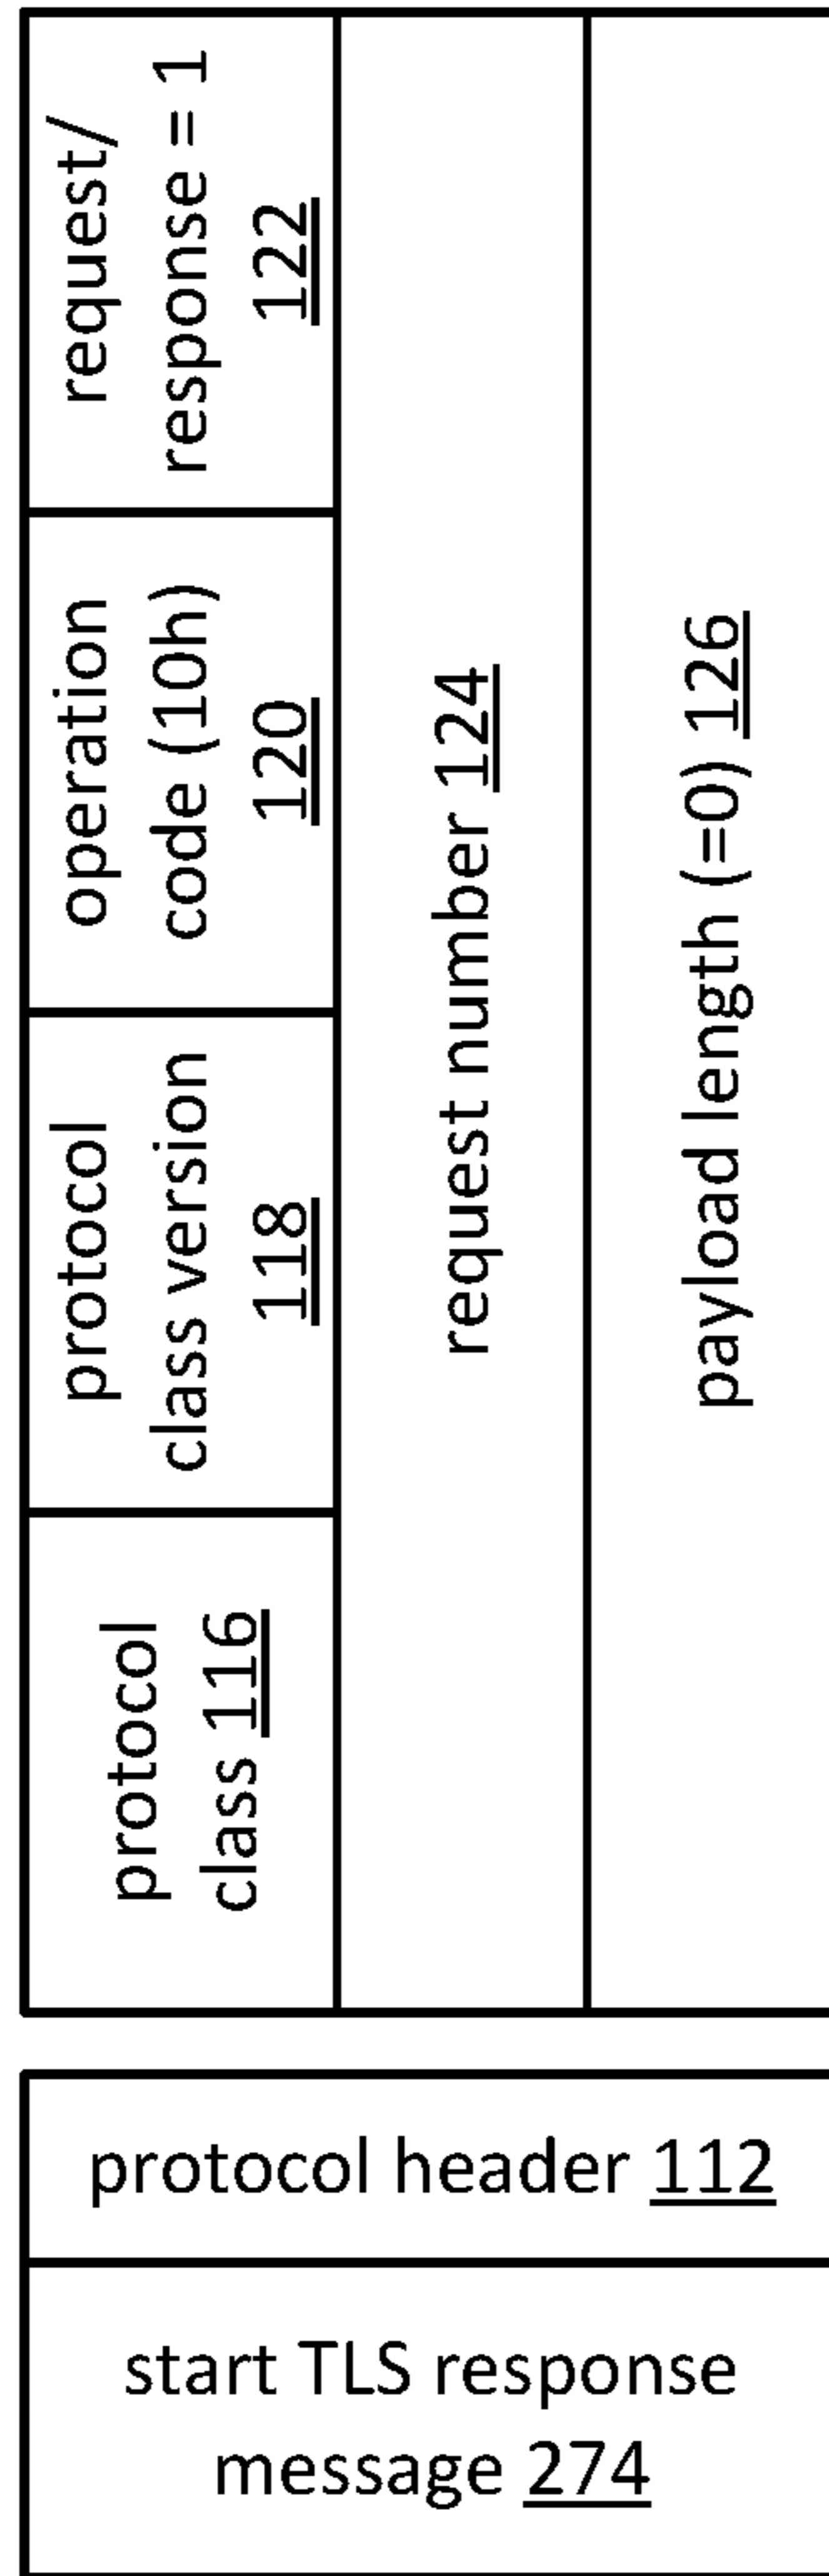 protocol
class 116
protocol
class version
118
operation
code (10h)
120
request/
response = 1
122
request number 124
payload length (=0) 126
protocol header 112
start TLS response
message 274